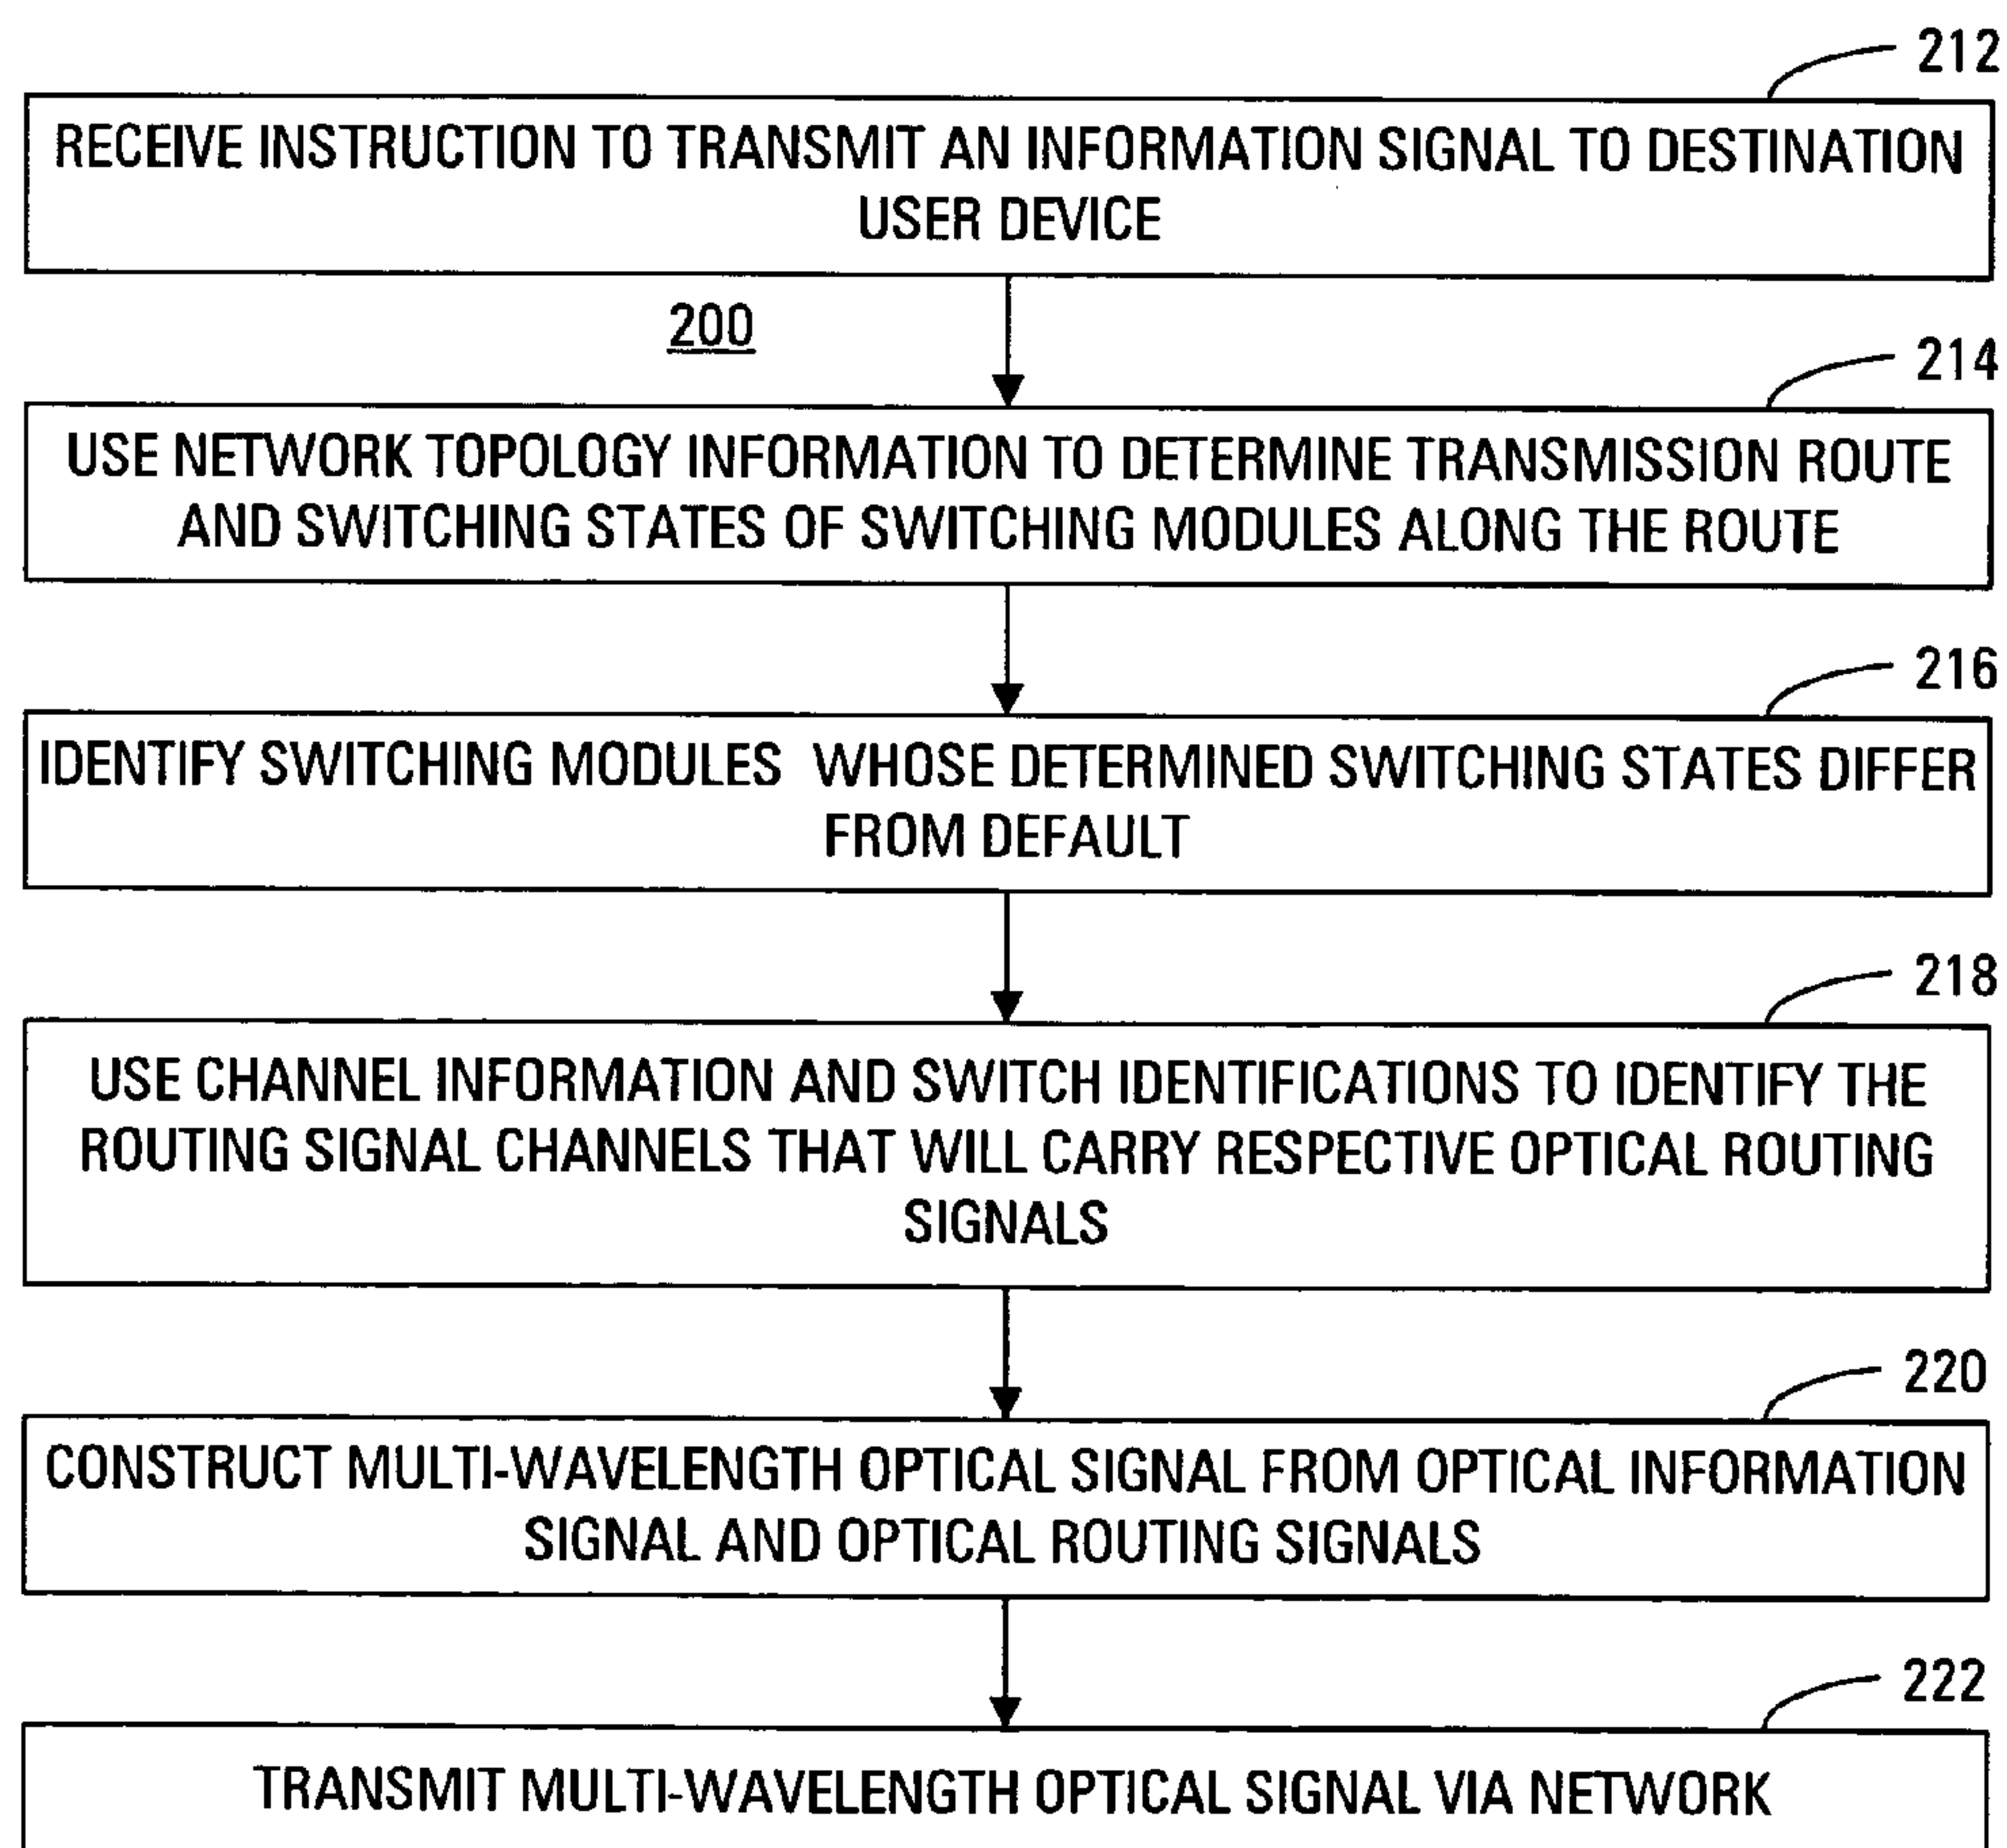 212
RECEIVE INSTRUCTION TO TRANSMIT AN INFORMATION SIGNAL TO DESTINATION
USER DEVICE
200
214
USE NETWORK TOPOLOGY INFORMATION TO DETERMINE TRANSMISSION ROUTE
AND SWITCHING STATES OF SWITCHING MODULES ALONG THE ROUTE
216
IDENTIFY SWITCHING MODULES WHOSE DETERMINED SWITCHING STATES DIFFER
FROM DEFAULT
218
USE CHANNEL INFORMATION AND SWITCH IDENTIFICATIONS TO IDENTIFY THE
ROUTING SIGNAL CHANNELS THAT WILL CARRY RESPECTIVE OPTICAL ROUTING
SIGNALS
220
CONSTRUCT MULTI-WAVELENGTH OPTICAL SIGNAL FROM OPTICAL INFORMATION
SIGNAL AND OPTICAL ROUTING SIGNALS
222
TRANSMIT MULTI-WAVELENGTH OPTICAL SIGNAL VIA NETWORK